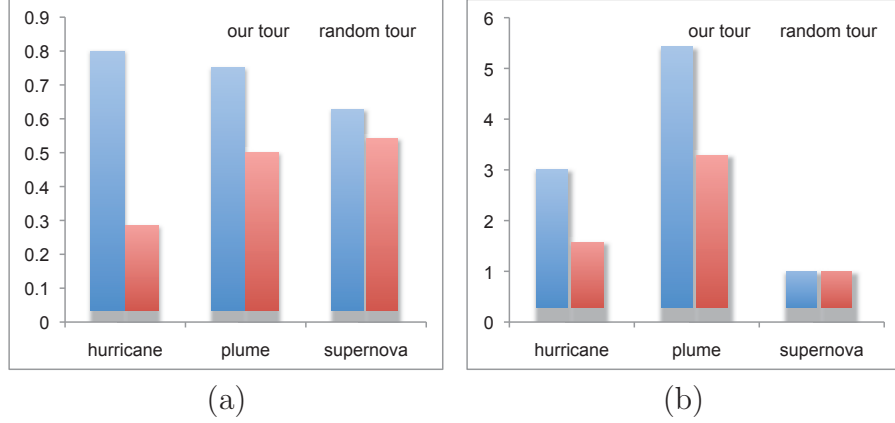 0.9
0.8
0.7
0.6
0.5
0.4
0.3
0.2
0.1
0
our tour random tour
hurricane plume supernova
(a)
6
5
4
3
2
1
0
our tour random tour
hurricane plume supernova
(b)